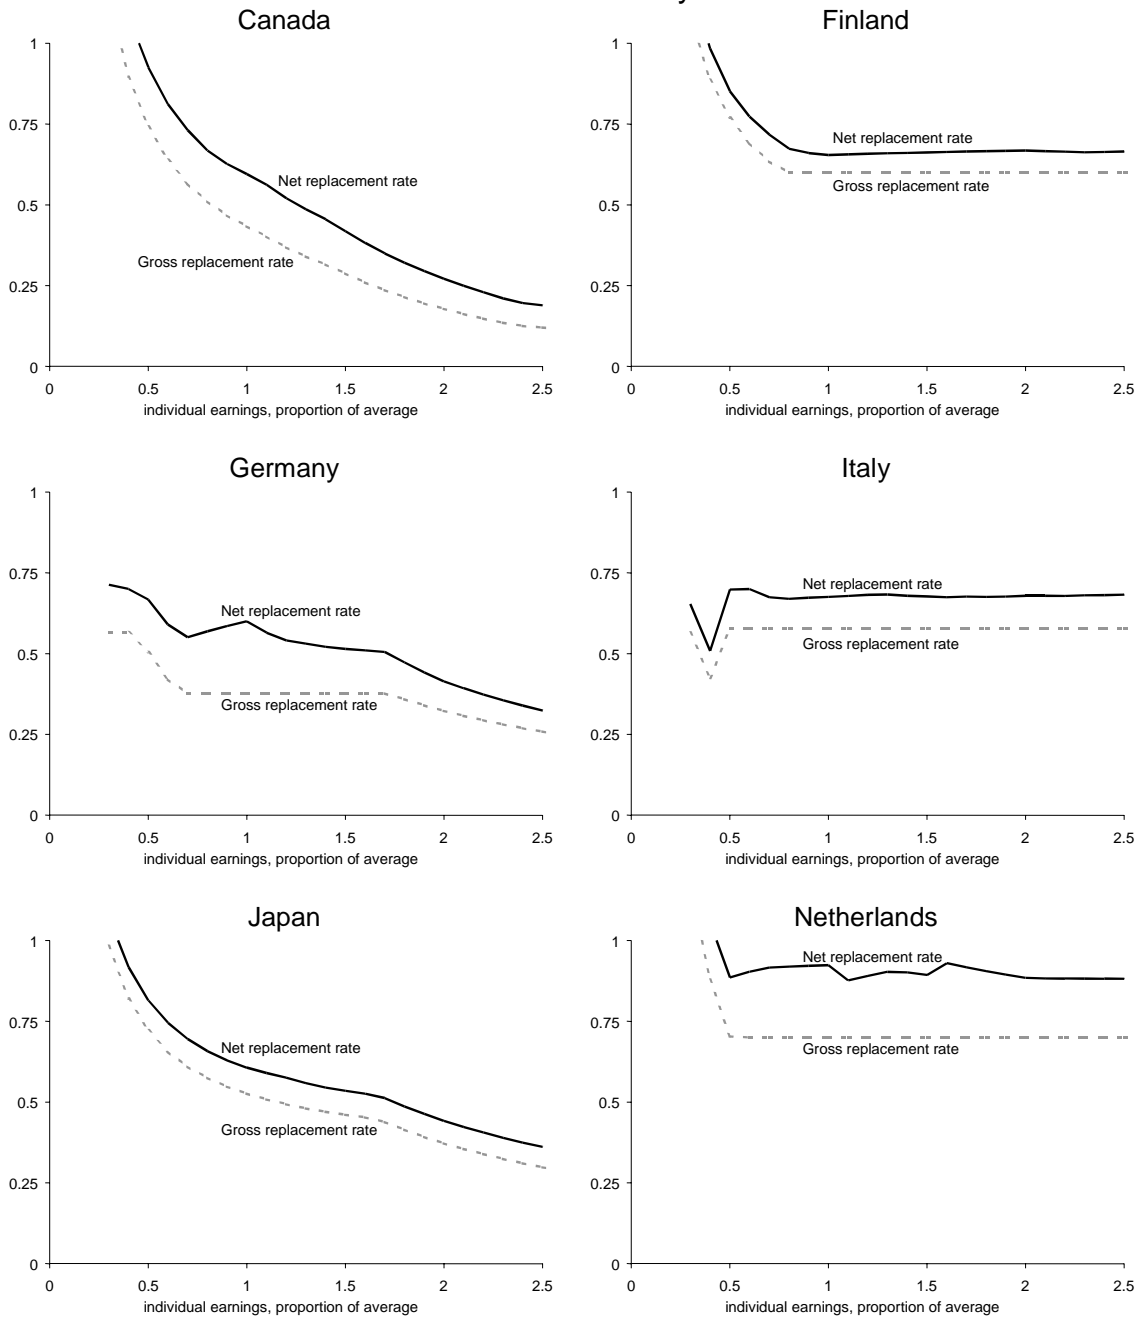 Canada
1
0.75
0.5
0.25
0
Net replacement rate
Gross replacement rate
0 0.5 1 1.5 2 2.5
individual earnings, proportion of average
Finland
1
0.75
0.5
0.25
0
Net replacement rate
Gross replacement rate
0 0.5 1 1.5 2 2.5
individual earnings, proportion of average
Germany
1
0.75
0.5
0.25
0
Net replacement rate
Gross replacement rate
0 0.5 1 1.5 2 2.5
individual earnings, proportion of average
Italy
1
0.75
0.5
0.25
0
Net replacement rate
Gross replacement rate
0 0.5 1 1.5 2 2.5
individual earnings, proportion of average
Japan
1
0.75
0.5
0.25
0
Net replacement rate
Gross replacement rate
0 0.5 1 1.5 2 2.5
individual earnings, proportion of average
Netherlands
1
0.75
0.5
0.25
0
Net replacement rate
Gross replacement rate
0 0.5 1 1.5 2 2.5
individual earnings, proportion of average